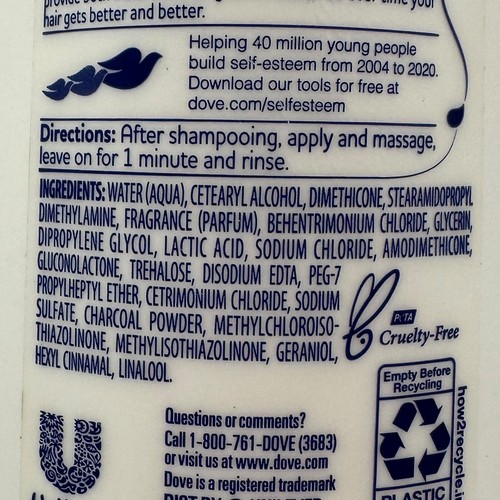 hair gets better and better.
Helping 40 million young people
build self-esteem from 2004 to 2020.
Download our tools for free at
dove.com/selfesteem
Directions: After shampooing, apply and massage,
leave on for 1 minute and rinse.
INGREDIENTS: WATER (AQUA), CETEARYL ALCOHOL, DIMETHICONE, STEARAMIDOPROPYL
DIMETHYLAMINE, FRAGRANCE (PARFUM), BEHENTRIMONIUM CHLORIDE, GLYCERIN,
DIPROPYLENE GLYCOL, LACTIC ACID, SODIUM CHLORIDE, AMODIMETHICONE,
GLUCONOLACTONE, TREHALOSE, DISODIUM EDTA, PEG-7
PROPYLHEPTYL ETHER, CETRIMONIUM CHLORIDE, SODIUM
SULFATE, CHARCOAL POWDER, METHYLCHLOROISO-
THIAZOLINONE, METHYLISOTHIAZOLINONE, GERANIOL,
HEXYL CINNAMAL, LINALOOL.
PETA
Cruelty-Free
Empty Before
Recycling
PLASTIC
how2recycle.in
Questions or comments?
Call 1-800-761-DOVE (3683)
or visit us at www.dove.com
Dove is a registered trademark